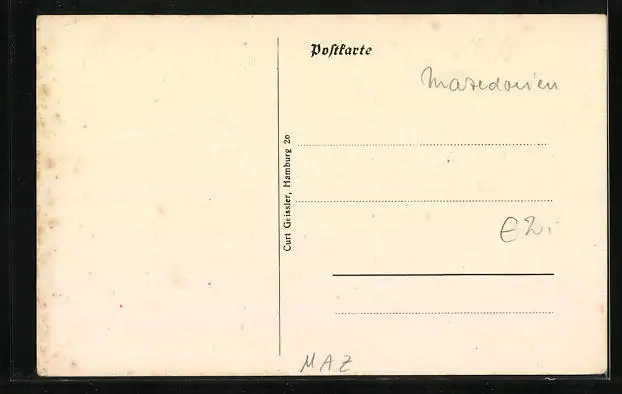 Postkarte
Mazedonien
Curt Geissler, Hamburg 20
MAZ